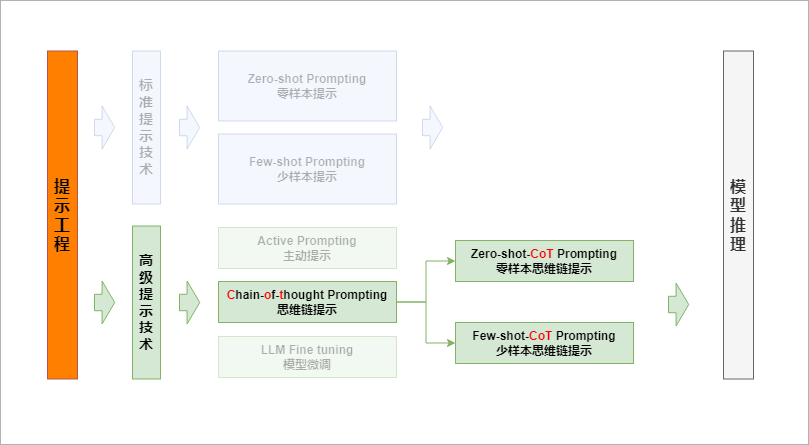 提示工程
标准提示技术
Zero-shot Prompting
零样本提示
Few-shot Prompting
少样本提示
高级提示技术
Active Prompting
主动提示
Chain-of-thought Prompting
思维链提示
LLM Fine tuning
模型微调
Zero-shot-CoT Prompting
零样本思维链提示
Few-shot-CoT Prompting
少样本思维链提示
模型推理